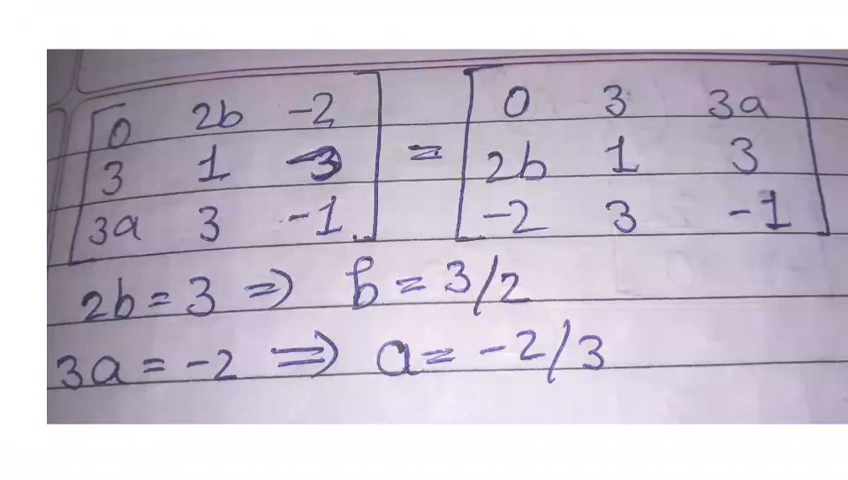 0 2b -2 0 3 3a
3 1 3 = 2b 1 3
3a 3 -1 -2 3 -1
2b = 3 => b = 3/2
3a = -2 => a = -2/3